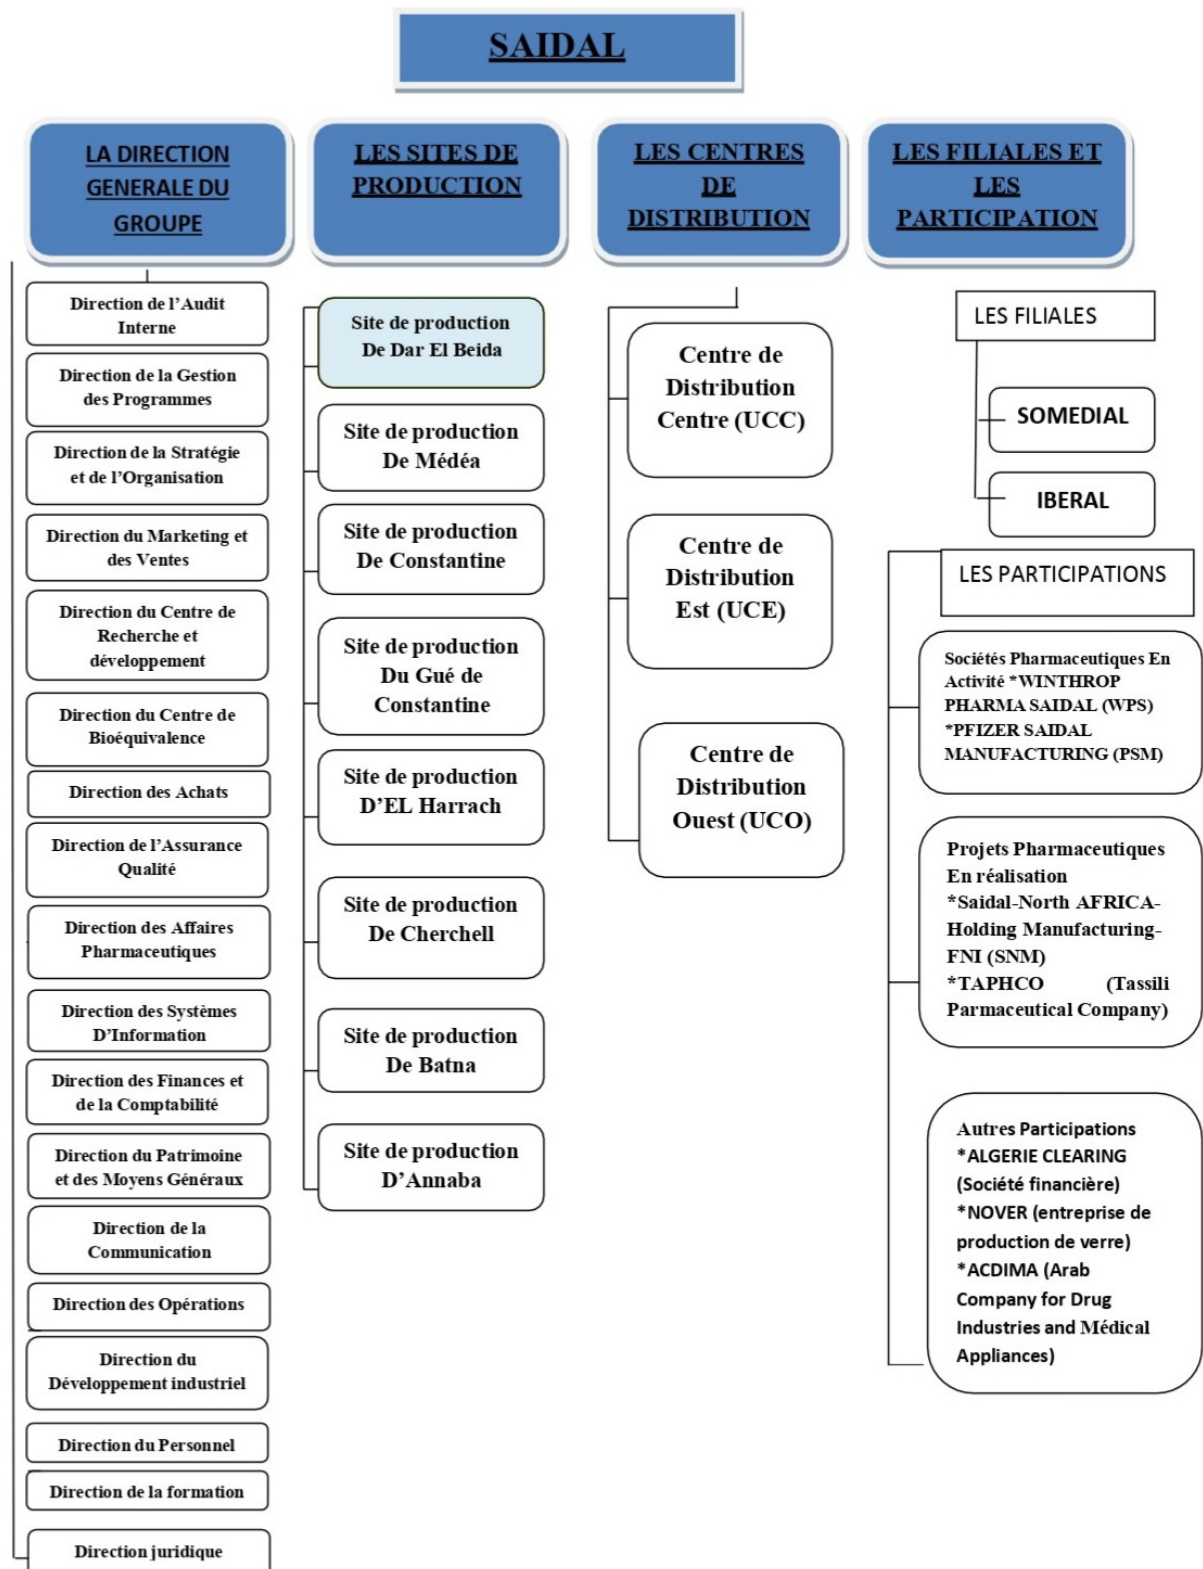 SAIDAL
LA DIRECTION
GENERALE DU
GROUPE
Direction de l’Audit
Interne
Direction de la Gestion
des Programmes
Direction de la Stratégie
et de l’Organisation
Direction du Marketing et
des Ventes
Direction du Centre de
Recherche et
développement
Direction du Centre de
Bioéquivalence
Direction des Achats
Direction de l’Assurance
Qualité
Direction des Affaires
Pharmaceutiques
Direction des Systèmes
D’Information
Direction des Finances et
de la Comptabilité
Direction du Patrimoine
et des Moyens Généraux
Direction de la
Communication
Direction des Opérations
Direction du
Développement industriel
Direction du Personnel
Direction de la formation
Direction juridique
LES SITES DE
PRODUCTION
Site de production
De Dar El Beida
Site de production
De Médéa
Site de production
De Constantine
Site de production
Du Gué de
Constantine
Site de production
D’EL Harrach
Site de production
De Cherchell
Site de production
De Batna
Site de production
D’Annaba
LES CENTRES
DE
DISTRIBUTION
Centre de
Distribution
Centre (UCC)
Centre de
Distribution
Est (UCE)
Centre de
Distribution
Ouest (UCO)
LES FILIALES ET
LES
PARTICIPATION
LES FILIALES
SOMEDIAL
IBERAL
LES PARTICIPATIONS
Sociétés Pharmaceutiques En
Activité *WINTHROP
PHARMA SAIDAL (WPS)
*PFIZER SAIDAL
MANUFACTURING (PSM)
Projets Pharmaceutiques
En réalisation
*Saidal-North AFRICA-
Holding Manufacturing-
FNI (SNM)
*TAPHCO (Tassili
Parmaceutical Company)
Autres Participations
*ALGERIE CLEARING
(Société financière)
*NOVER (entreprise de
production de verre)
*ACDIMA (Arab
Company for Drug
Industries and Médical
Appliances)